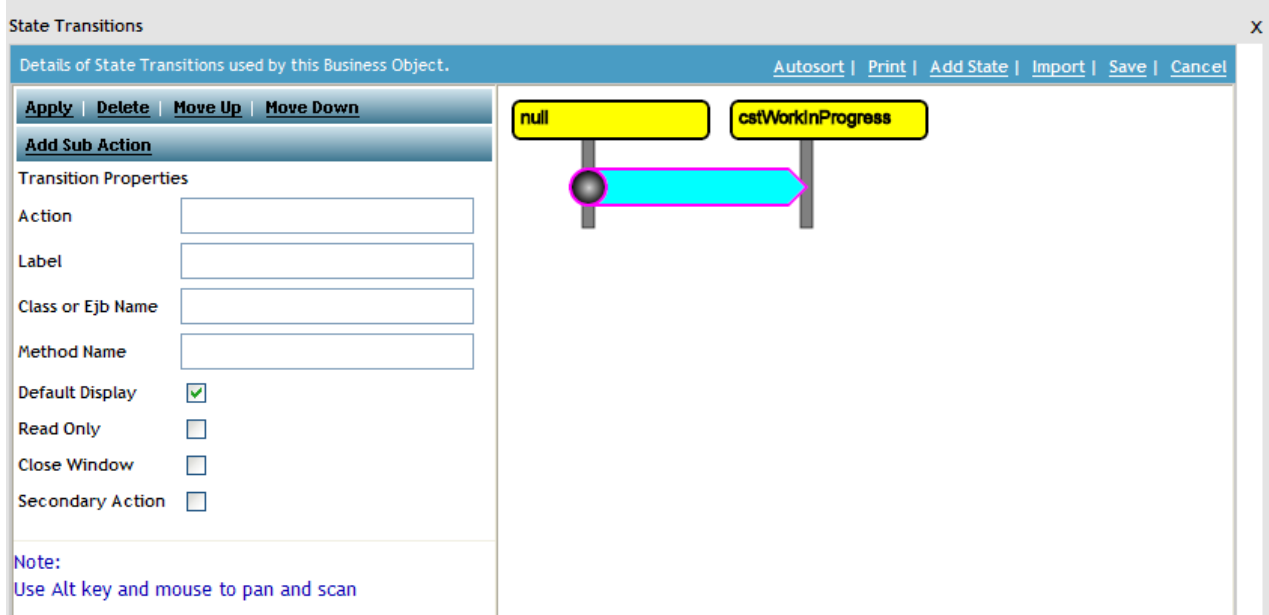 State Transitions
X
Details of State Transitions used by this Business Object.
Autosort | Print | Add State | Import | Save | Cancel
Apply | Delete | Move Up | Move Down
Add Sub Action
Transition Properties
Action
Label
Class or Ejb Name
Method Name
Default Display
Read Only
Close Window
Secondary Action
Note:
Use Alt key and mouse to pan and scan
null
cstWorkInProgress